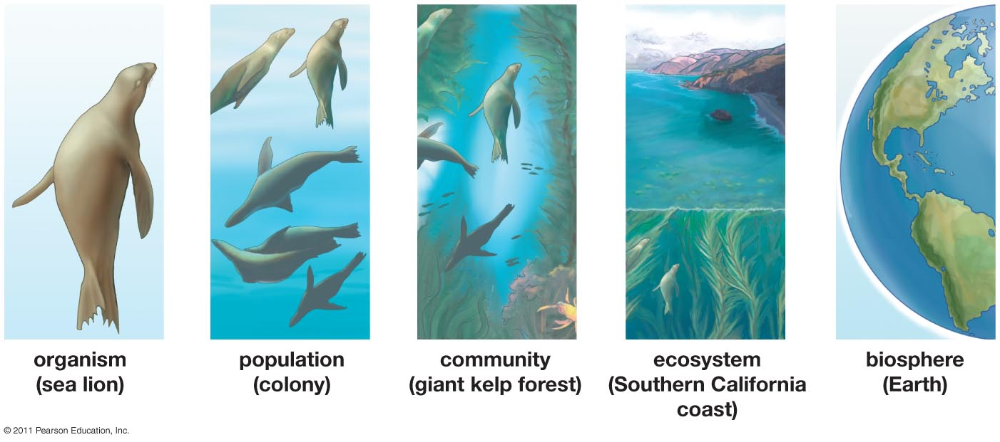 organism
(sea lion)
population
(colony)
community
(giant kelp forest)
ecosystem
(Southern California
coast)
biosphere
(Earth)
© 2011 Pearson Education, Inc.